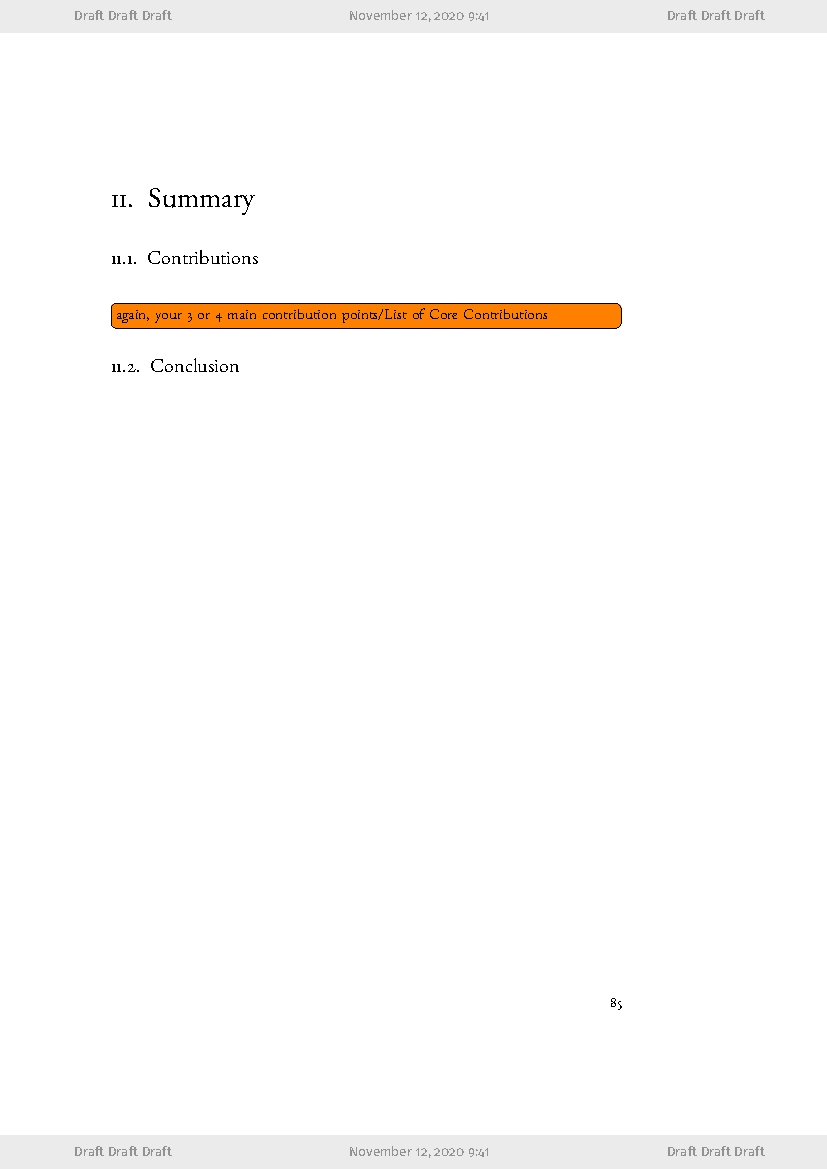 Draft Draft Draft November 12, 2020 9:41 Draft Draft Draft
11. Summary
11.1. Contributions
again, your 3 or 4 main contribution points/List of Core Contributions
11.2. Conclusion
85
Draft Draft Draft November 12, 2020 9:41 Draft Draft Draft